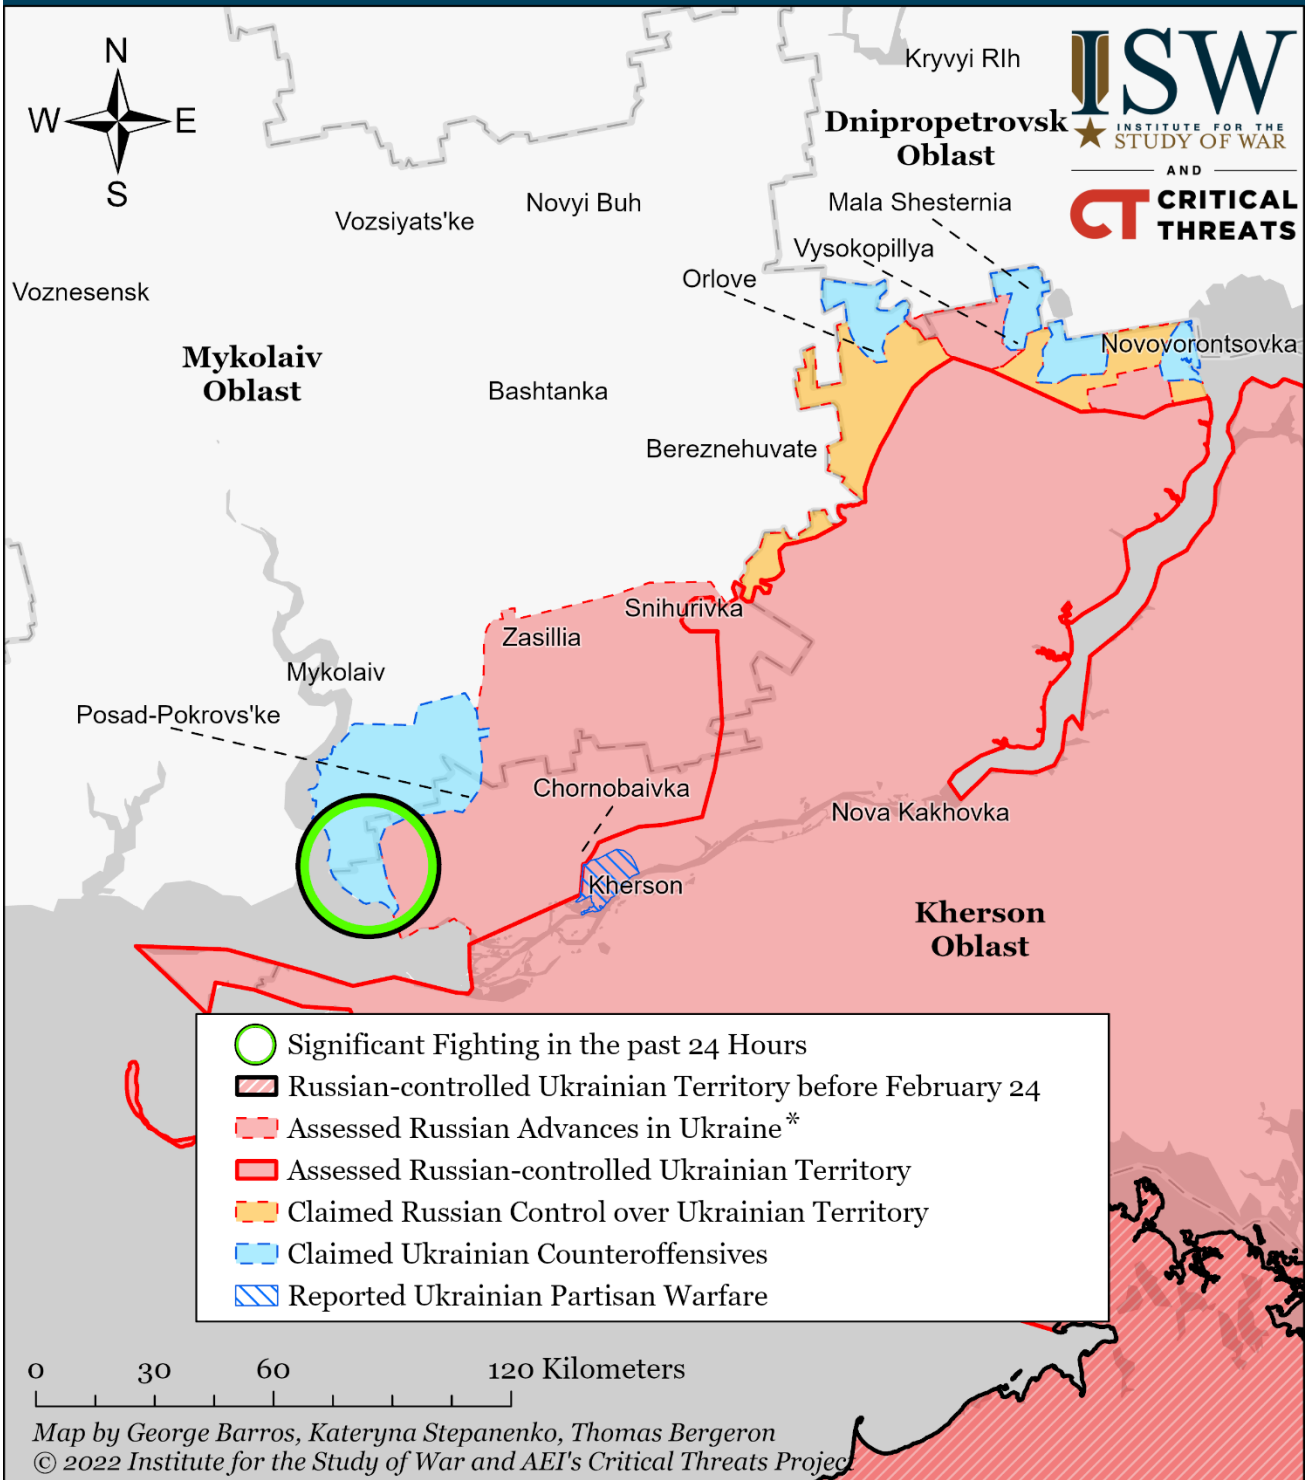 N
W E
S
Kryvyi RIh
ISW
INSTITUTE FOR THE
STUDY OF WAR
AND
CT CRITICAL
THREATS
Dnipropetrovsk
Oblast
Mala Shesternia
Novyi Buh
Vozsiyats'ke
Vysokopillya
Orlove
Voznesensk
Mykolaiv
Oblast
Novovorontsovka
Bashtanka
Bereznehuvate
Snihurivka
Zasillia
Mykolaiv
Posad-Pokrovs'ke
Chornobaivka
Nova Kakhovka
Kherson
Kherson
Oblast
Significant Fighting in the past 24 Hours
Russian-controlled Ukrainian Territory before February 24
Assessed Russian Advances in Ukraine*
Assessed Russian-controlled Ukrainian Territory
Claimed Russian Control over Ukrainian Territory
Claimed Ukrainian Counteroffensives
Reported Ukrainian Partisan Warfare
0 30 60 120 Kilometers
Map by George Barros, Kateryna Stepanenko, Thomas Bergeron
© 2022 Institute for the Study of War and AEI's Critical Threats Project